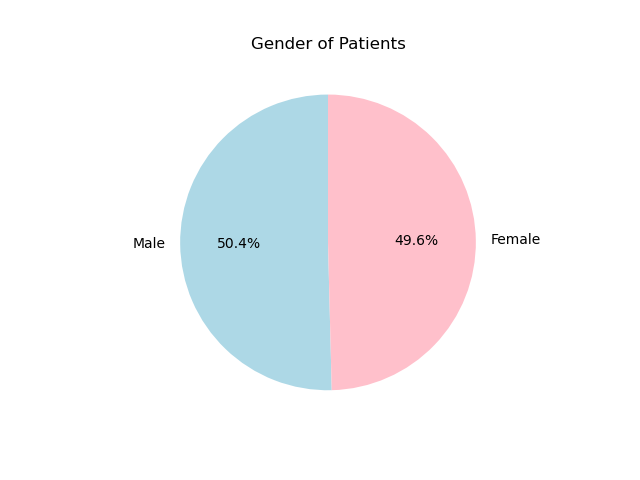 Gender of Patients
Male
50.4%
49.6%
Female